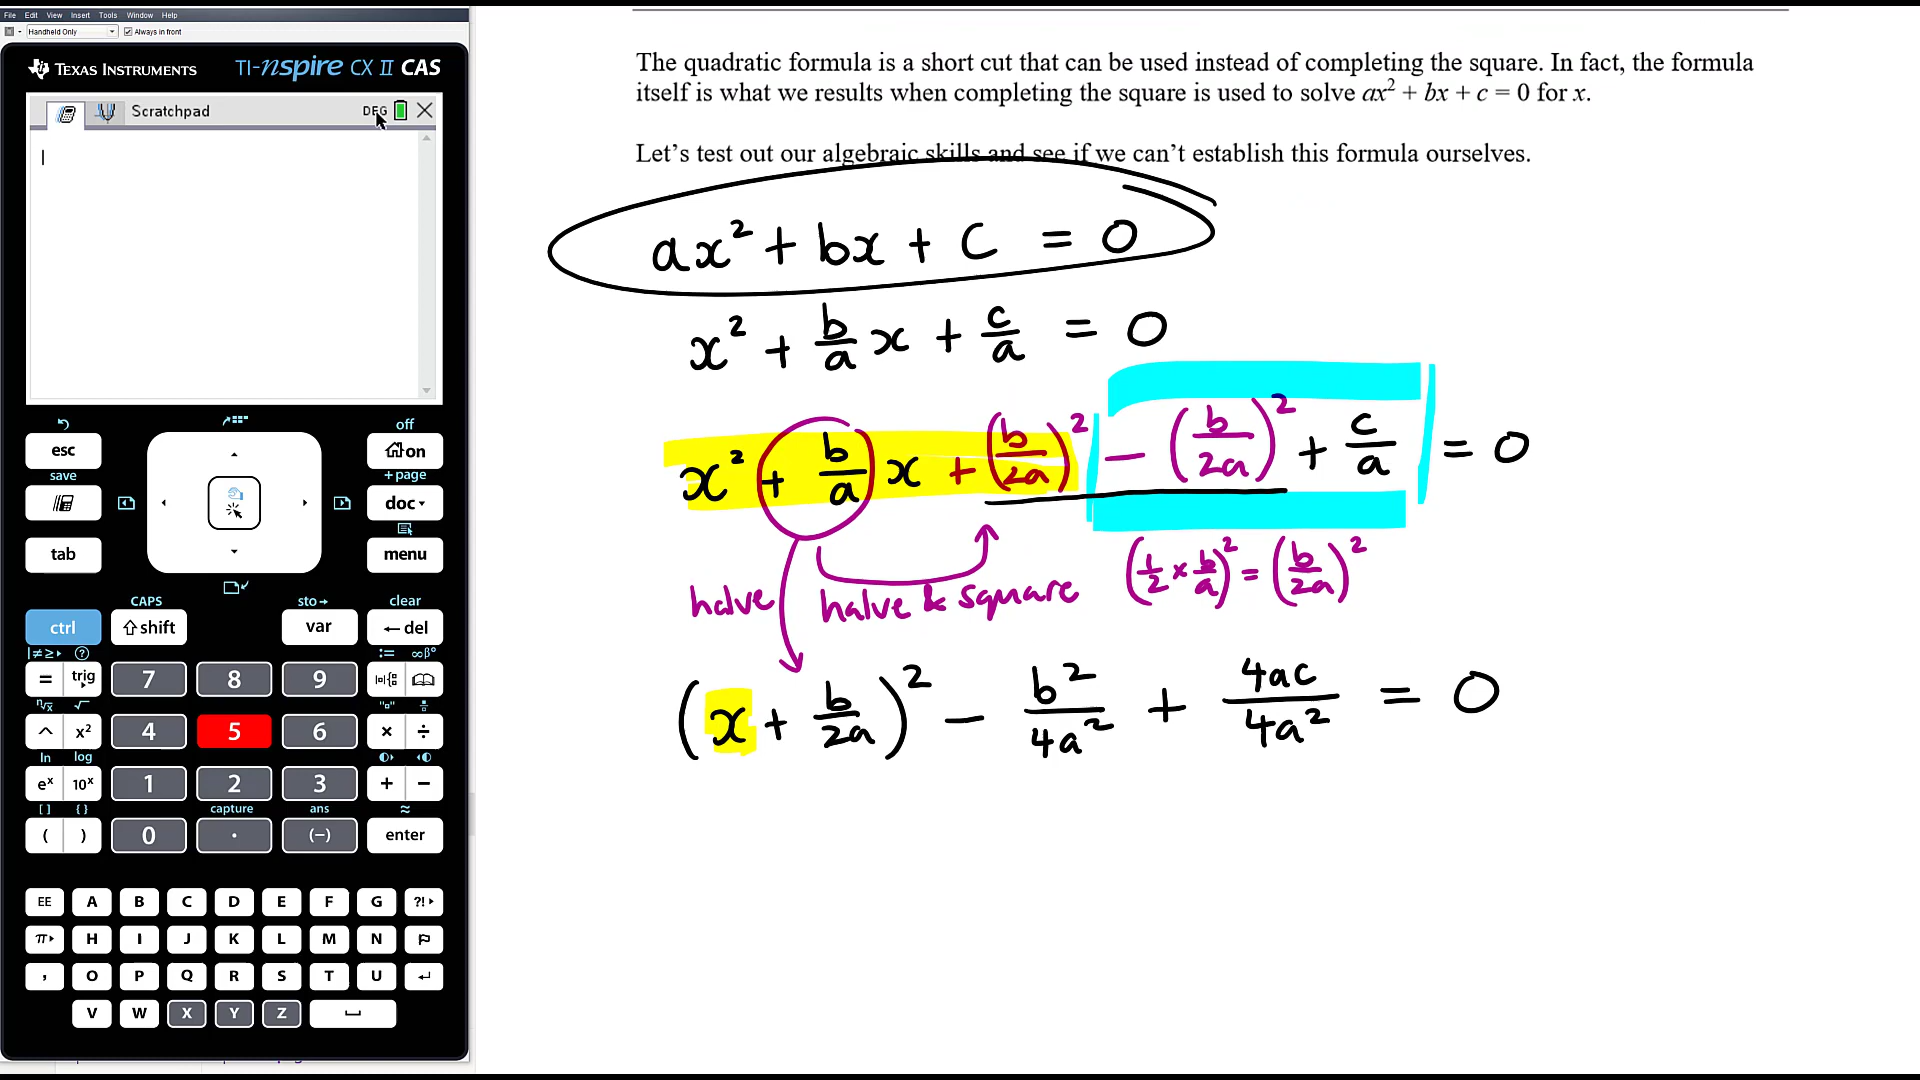 File Edit View Insert Tools Window Help
Handheld Only Always in front
TEXAS INSTRUMENTS TI-nspire CX II CAS
Scratchpad DEG
off
esc on
save +page
doc
tab menu
CAPS sto→ clear
ctrl shift var ←del
|≠≥▸ ? := ∞β°
= trig 7 8 9
ⁿ√x √ "□"
^ x² 4 5 6 × ÷
ln log
eˣ 10ˣ 1 2 3 + −
[ ] { } capture ans ≈
( ) 0 . (−) enter
EE A B C D E F G ?!▸
π▸ H I J K L M N
, O P Q R S T U
V W X Y Z
The quadratic formula is a short cut that can be used instead of completing the square. In fact, the formula
itself is what we results when completing the square is used to solve ax² + bx + c = 0 for x.
Let's test out our algebraic skills and see if we can't establish this formula ourselves.
ax² + bx + c = 0
x² + b/a x + c/a = 0
x² + b/a x + (b/2a)² − (b/2a)² + c/a = 0
halve halve & square (1/2 × b/a)² = (b/2a)²
(x + b/2a)² − b²/4a² + 4ac/4a² = 0